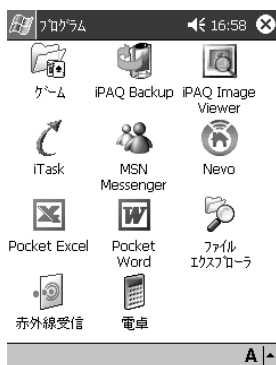 ﾌﾟﾛｸﾞﾗﾑ 16:58
ｹﾞｰﾑ iPAQ Backup iPAQ Image
Viewer
iTask MSN Nevo
Messenger
Pocket Excel Pocket ﾌｧｲﾙ
Word ｴｸｽﾌﾟﾛｰﾗ
赤外線受信 電卓
A